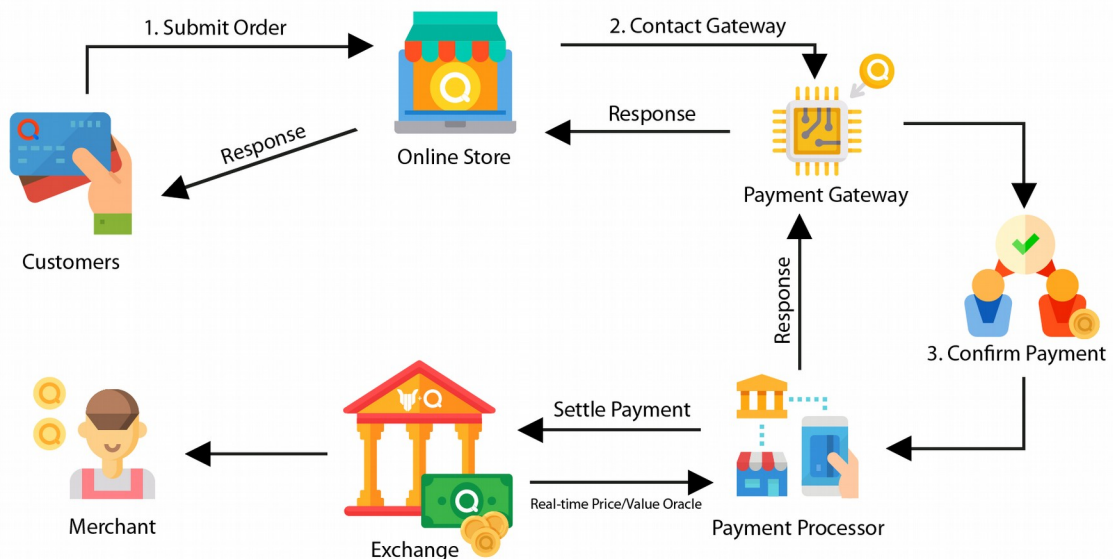 1. Submit Order
2. Contact Gateway
Response
Response
Online Store
Payment Gateway
Customers
Response
3. Confirm Payment
Settle Payment
Real-time Price/Value Oracle
Merchant
Exchange
Payment Processor